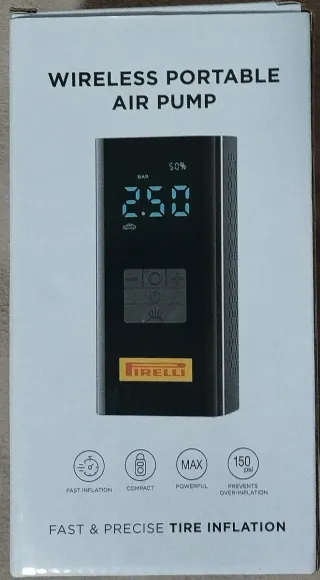 WIRELESS PORTABLE
AIR PUMP
50%
BAR
2.50
PIRELLI
MAX
150
PSI
FAST INFLATION
COMPACT
POWERFUL
PREVENTS
OVER-INFLATION
FAST & PRECISE TIRE INFLATION